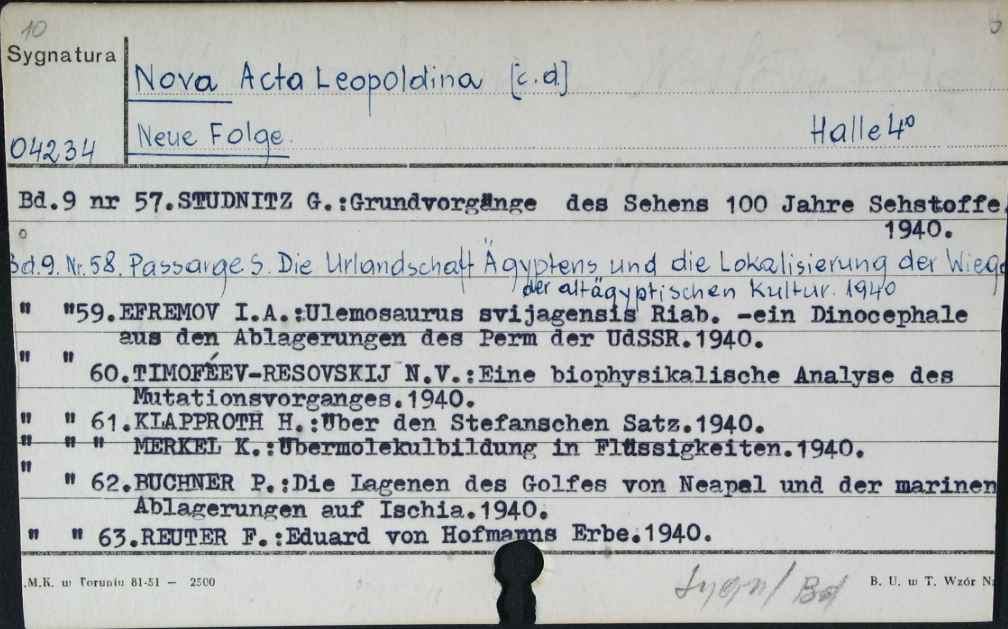 10
Sygnatura
Nova Acta Leopoldina [c.d]
Neue Folge.
Halle 4°
04234
Bd.9 nr 57.STUDNITZ G.:Grundvorgänge des Sehens 100 Jahre Sehstoffe
1940.
Bd.9. Nr. 58. Passarge S. Die Urlandschaft Ägyptens und die Lokalisierung der Wiege
der altägyptischen Kultur. 1940
" "59.EFREMOV I.A.:Ulemosaurus svijagensis Riab. -ein Dinocephale
aus den Ablagerungen des Perm der UdSSR.1940.
" " 60.TIMOFÉEV-RESOVSKIJ N.V.:Eine biophysikalische Analyse des
Mutationsvorganges.1940.
" " 61.KLAPPROTH H.:Über den Stefanschen Satz.1940.
" " " MERKEL K.:Übermolekulbildung in Flüssigkeiten.1940.
" " 62.BUCHNER P.:Die Lagenen des Golfes von Neapel und der marinen
Ablagerungen auf Ischia.1940.
" " 63.REUTER F.:Eduard von Hofmanns Erbe.1940.
.M.K. w Toruniu 81-51 — 2500
Sygn/ Bd
B. U. w T. Wzór N